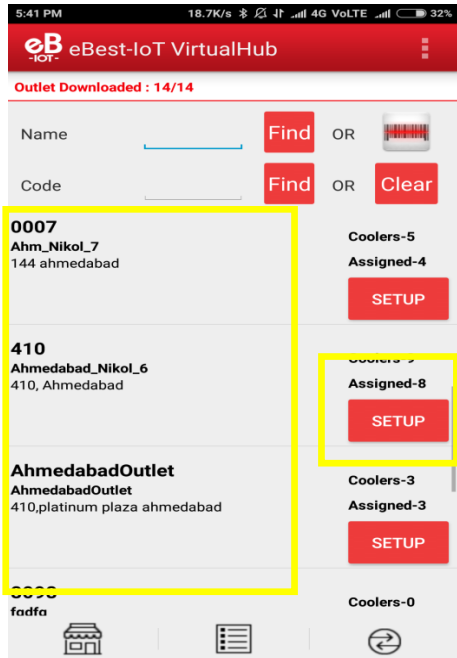 5:41 PM 18.7K/s 4G VoLTE 32%
eB -IOT- eBest-IoT VirtualHub
Outlet Downloaded : 14/14
Name Find OR
Code Find OR Clear
0007
Ahm_Nikol_7 Coolers-5
144 ahmedabad Assigned-4
SETUP
410
Ahmedabad_Nikol_6 Coolers-9
410, Ahmedabad Assigned-8
SETUP
AhmedabadOutlet
AhmedabadOutlet Coolers-3
410,platinum plaza ahmedabad Assigned-3
SETUP
fadfa Coolers-0